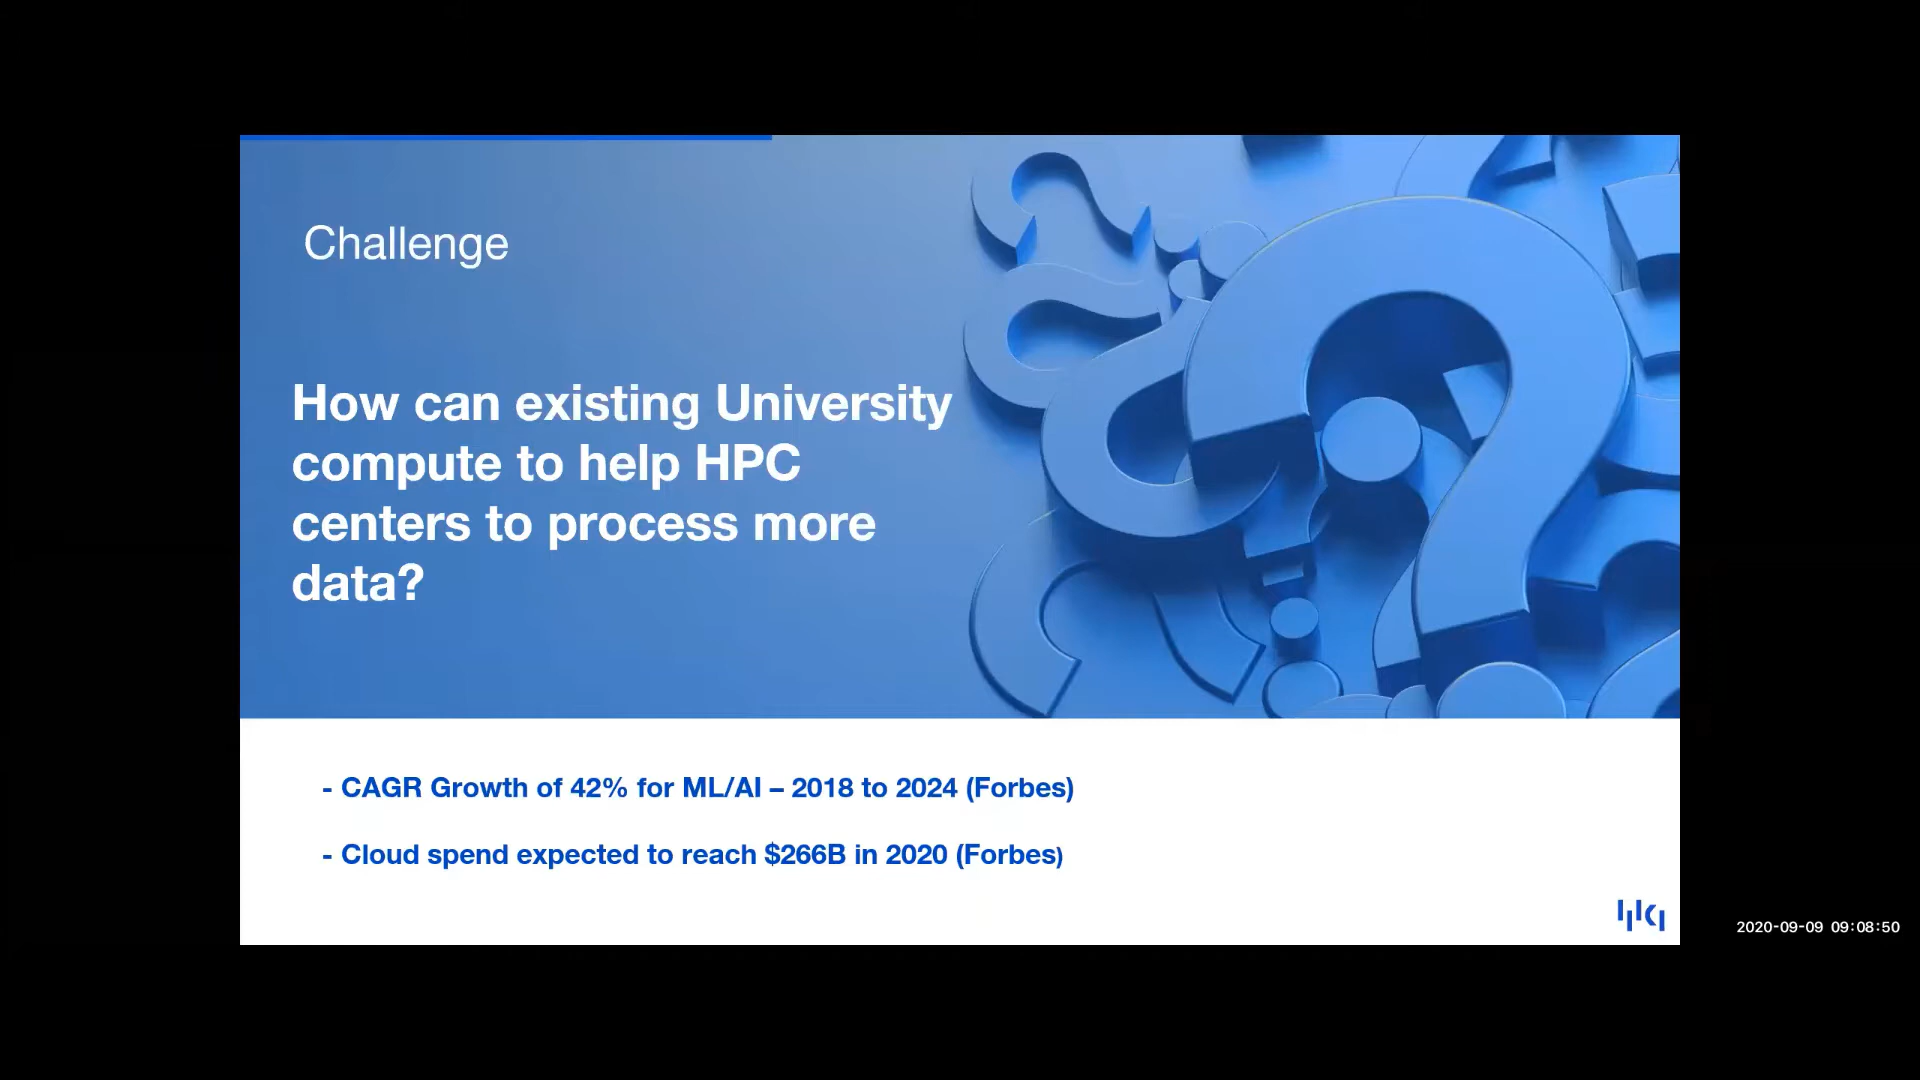 Challenge
How can existing University
compute to help HPC
centers to process more
data?
- CAGR Growth of 42% for ML/AI – 2018 to 2024 (Forbes)
- Cloud spend expected to reach $266B in 2020 (Forbes)
2020-09-09 09:08:50